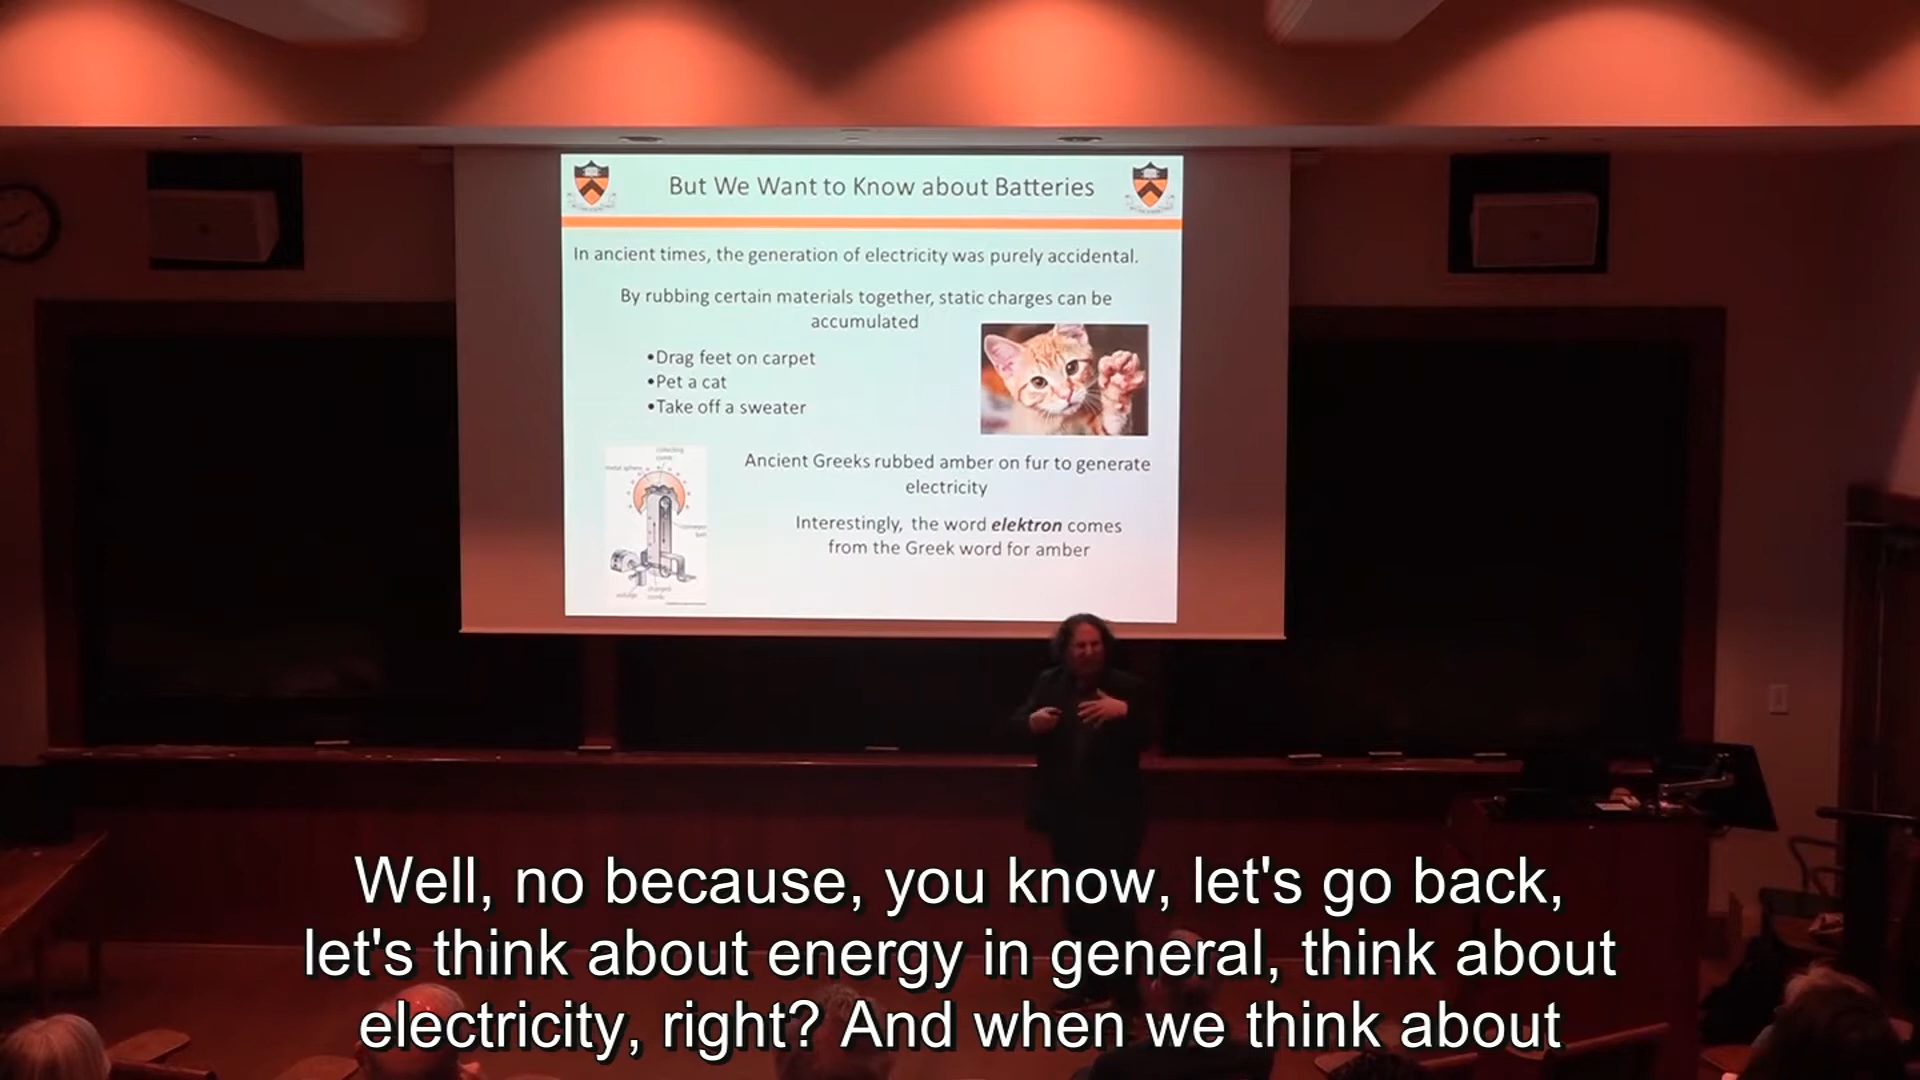 But We Want to Know about Batteries
In ancient times, the generation of electricity was purely accidental.
By rubbing certain materials together, static charges can be
accumulated
•Drag feet on carpet
•Pet a cat
•Take off a sweater
collecting
comb
metal sphere
Ancient Greeks rubbed amber on fur to generate
electricity
Interestingly, the word elektron comes
from the Greek word for amber
Well, no because, you know, let's go back,
let's think about energy in general, think about
electricity, right? And when we think about